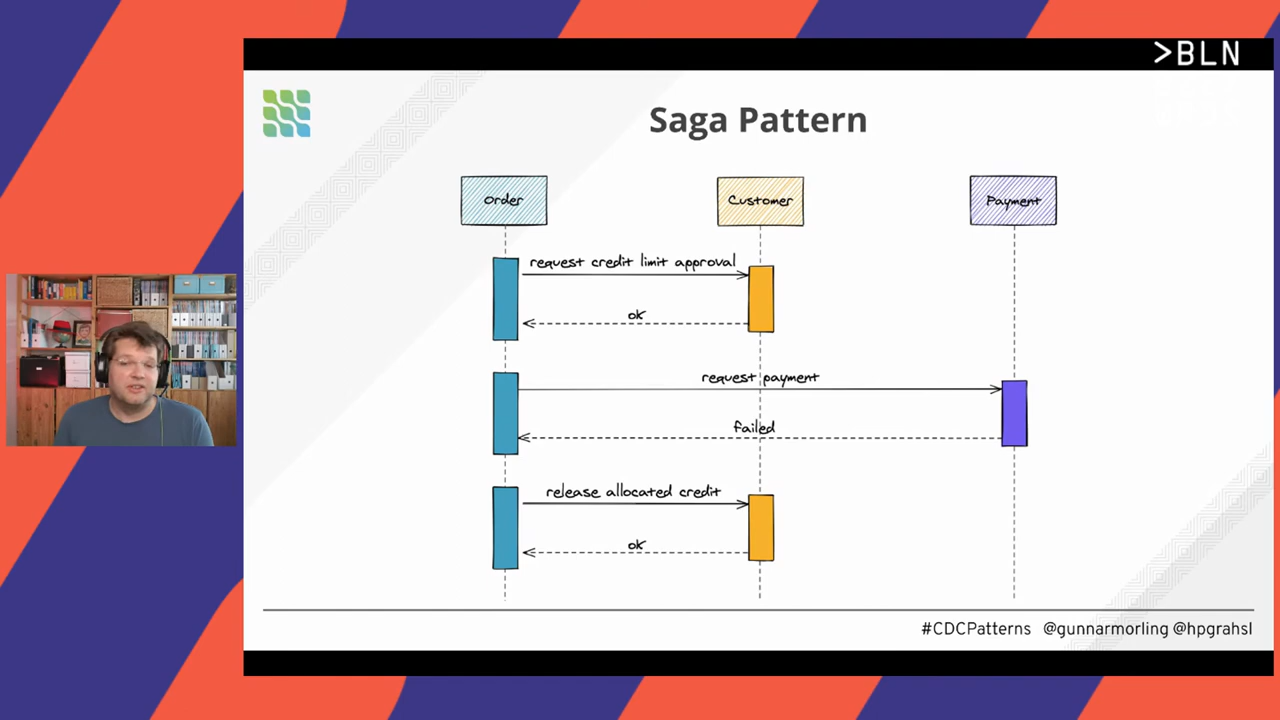 >BLN
Saga Pattern
Order
Customer
Payment
request credit limit approval
ok
request payment
failed
release allocated credit
ok
#CDCPatterns @gunnarmorling @hpgrahsl